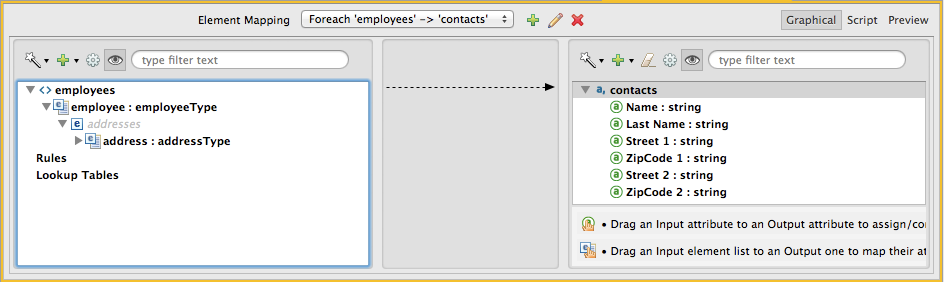 Element Mapping Foreach 'employees' -> 'contacts' Graphical Script Preview
type filter text
employees
employee : employeeType
addresses
address : addressType
Rules
Lookup Tables
type filter text
contacts
Name : string
Last Name : string
Street 1 : string
ZipCode 1 : string
Street 2 : string
ZipCode 2 : string
• Drag an Input attribute to an Output attribute to assign/co
• Drag an Input element list to an Output one to map their at